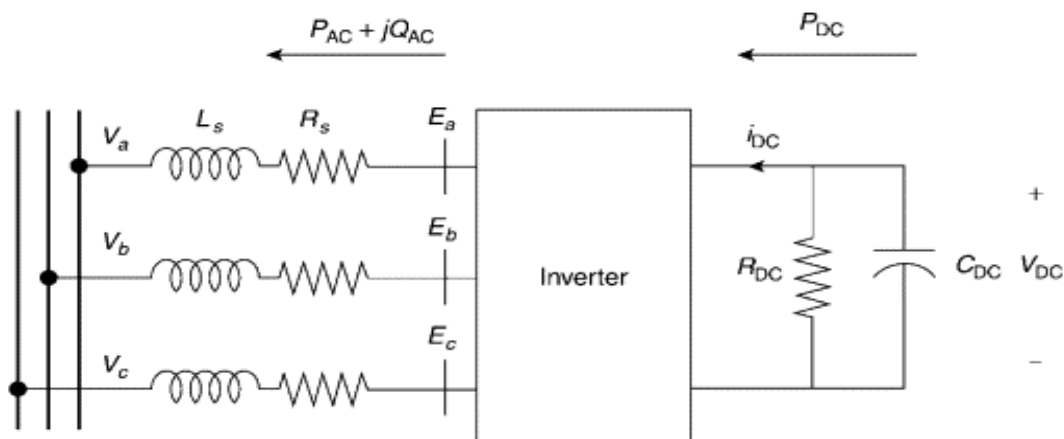 P_AC + jQ_AC
P_DC
V_a L_s R_s E_a
i_DC
V_b E_b
Inverter
R_DC C_DC V_DC
+
−
V_c E_c